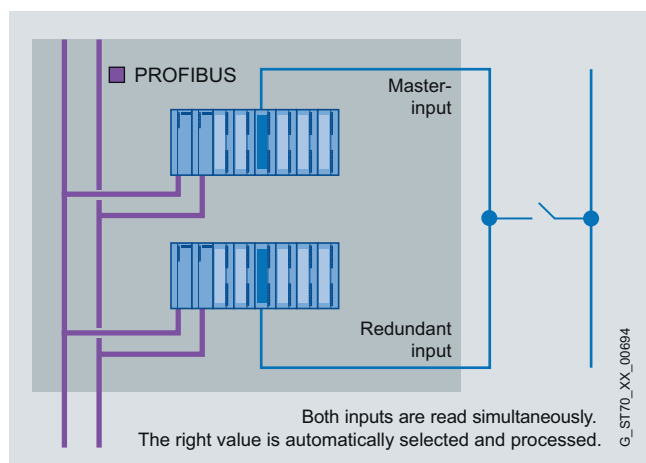 PROFIBUS
Master-
input
Redundant
input
Both inputs are read simultaneously.
The right value is automatically selected and processed.
G_ST70_XX_00694